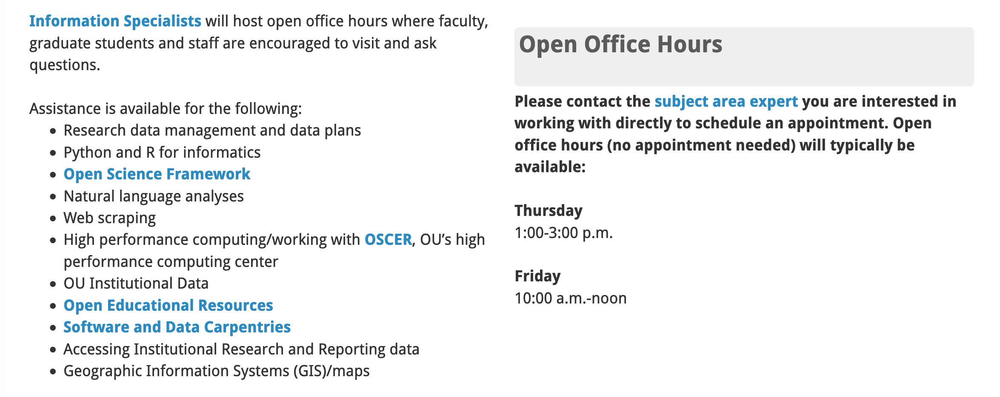 Information Specialists will host open office hours where faculty,
graduate students and staff are encouraged to visit and ask
questions.
Assistance is available for the following:
• Research data management and data plans
• Python and R for informatics
• Open Science Framework
• Natural language analyses
• Web scraping
• High performance computing/working with OSCER, OU’s high
performance computing center
• OU Institutional Data
• Open Educational Resources
• Software and Data Carpentries
• Accessing Institutional Research and Reporting data
• Geographic Information Systems (GIS)/maps
Open Office Hours
Please contact the subject area expert you are interested in
working with directly to schedule an appointment. Open
office hours (no appointment needed) will typically be
available:
Thursday
1:00-3:00 p.m.
Friday
10:00 a.m.-noon